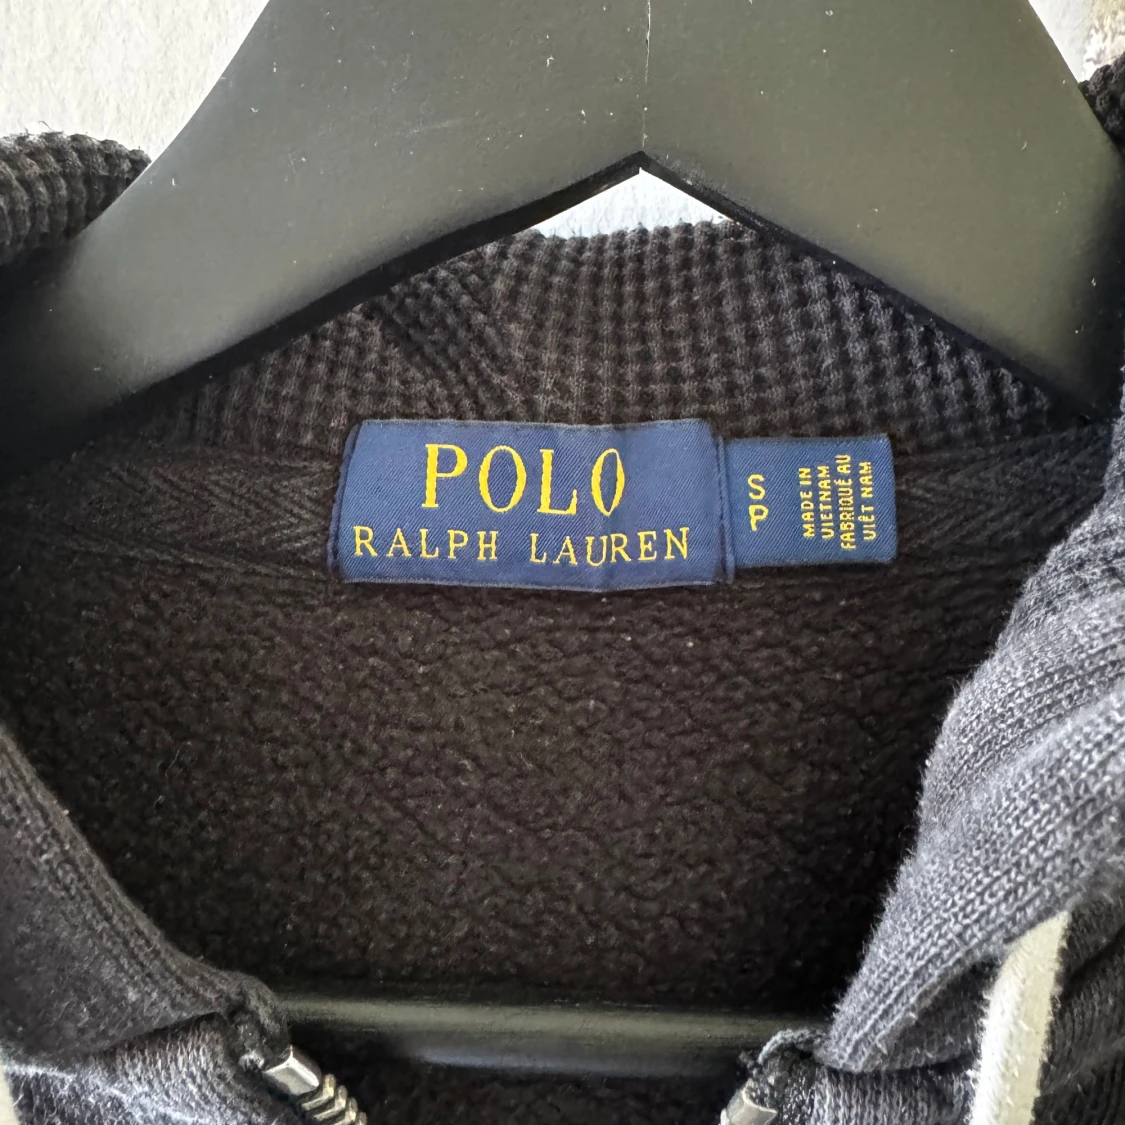 POLO
RALPH LAUREN
S
P
MADE IN
VIETNAM
FABRIQUÉ AU
VIÊT NAM